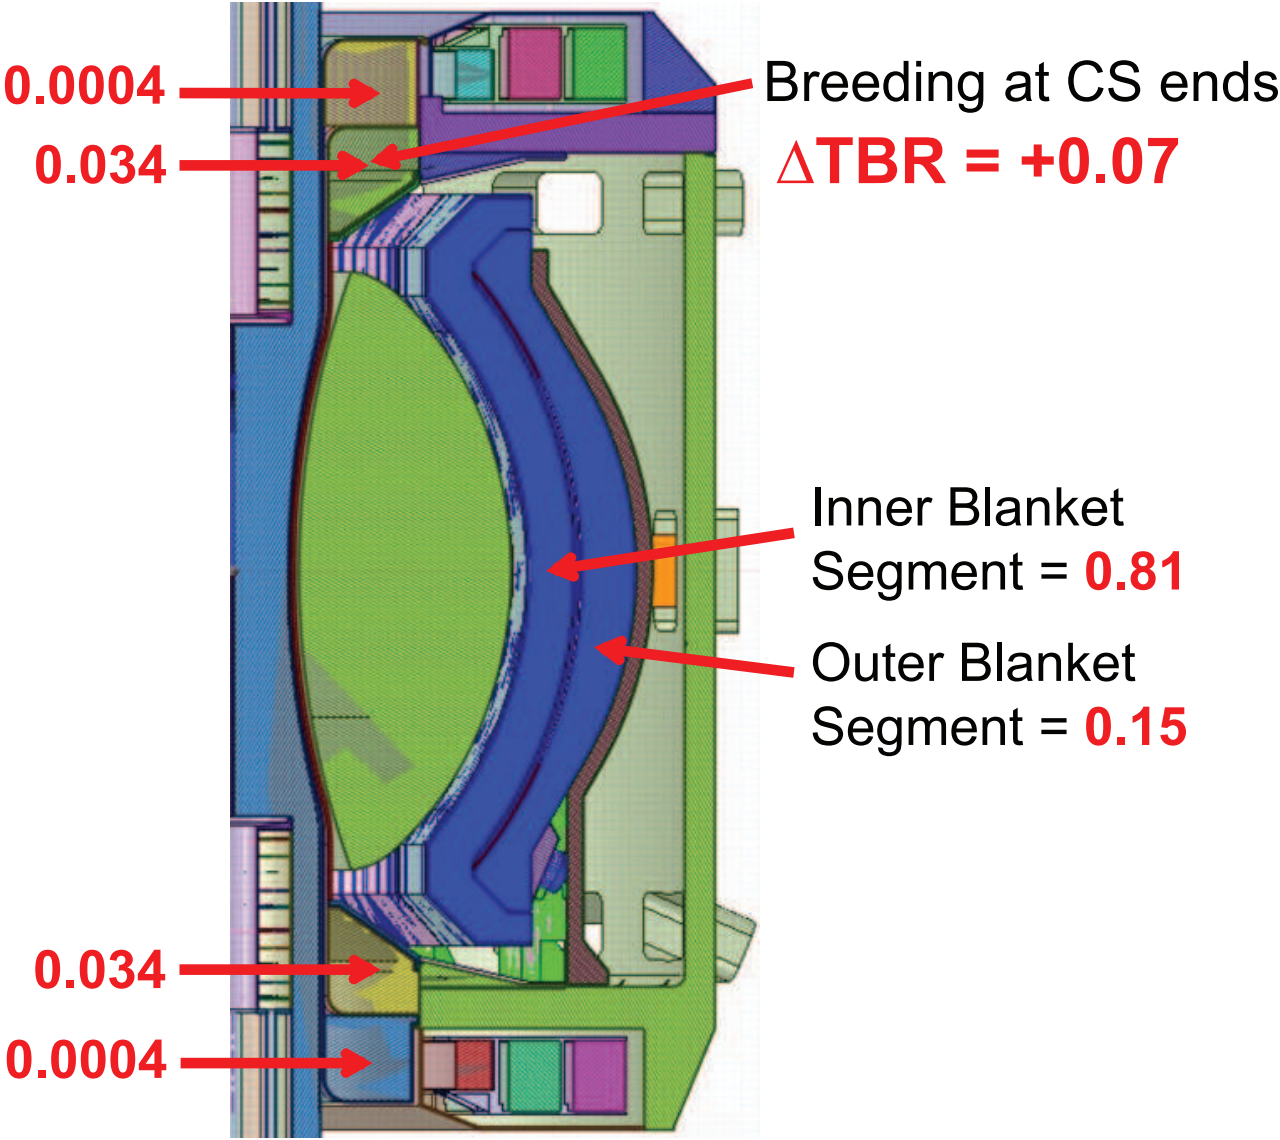 0.0004
0.034
Breeding at CS ends
ΔTBR = +0.07
Inner Blanket
Segment = 0.81
Outer Blanket
Segment = 0.15
0.034
0.0004